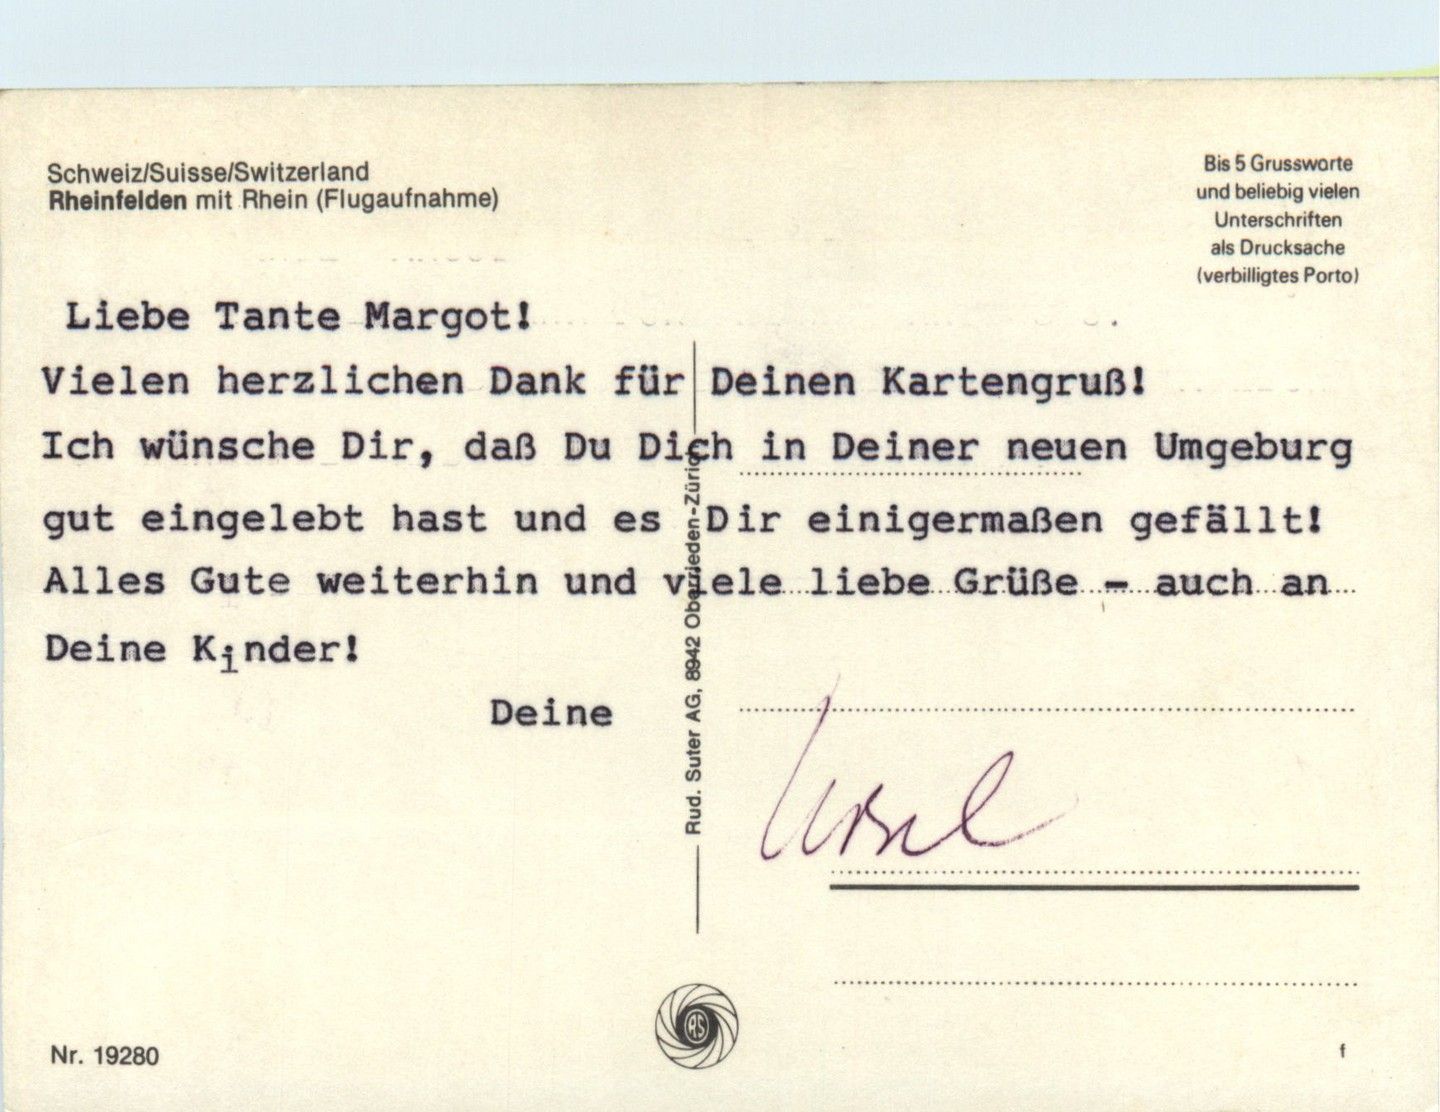 Schweiz/Suisse/Switzerland
Rheinfelden mit Rhein (Flugaufnahme)
Bis 5 Grussworte
und beliebig vielen
Unterschriften
als Drucksache
(verbilligtes Porto)
Liebe Tante Margot!
Vielen herzlichen Dank für Deinen Kartengruß!
Ich wünsche Dir, daß Du Dich in Deiner neuen Umgeburg
gut eingelebt hast und es Dir einigermaßen gefällt!
Alles Gute weiterhin und viele liebe Grüße - auch an
Deine Kinder!
Deine
Ursel
Rud. Suter AG, 8942 Oberrieden-Zürich
RS
Nr. 19280
f